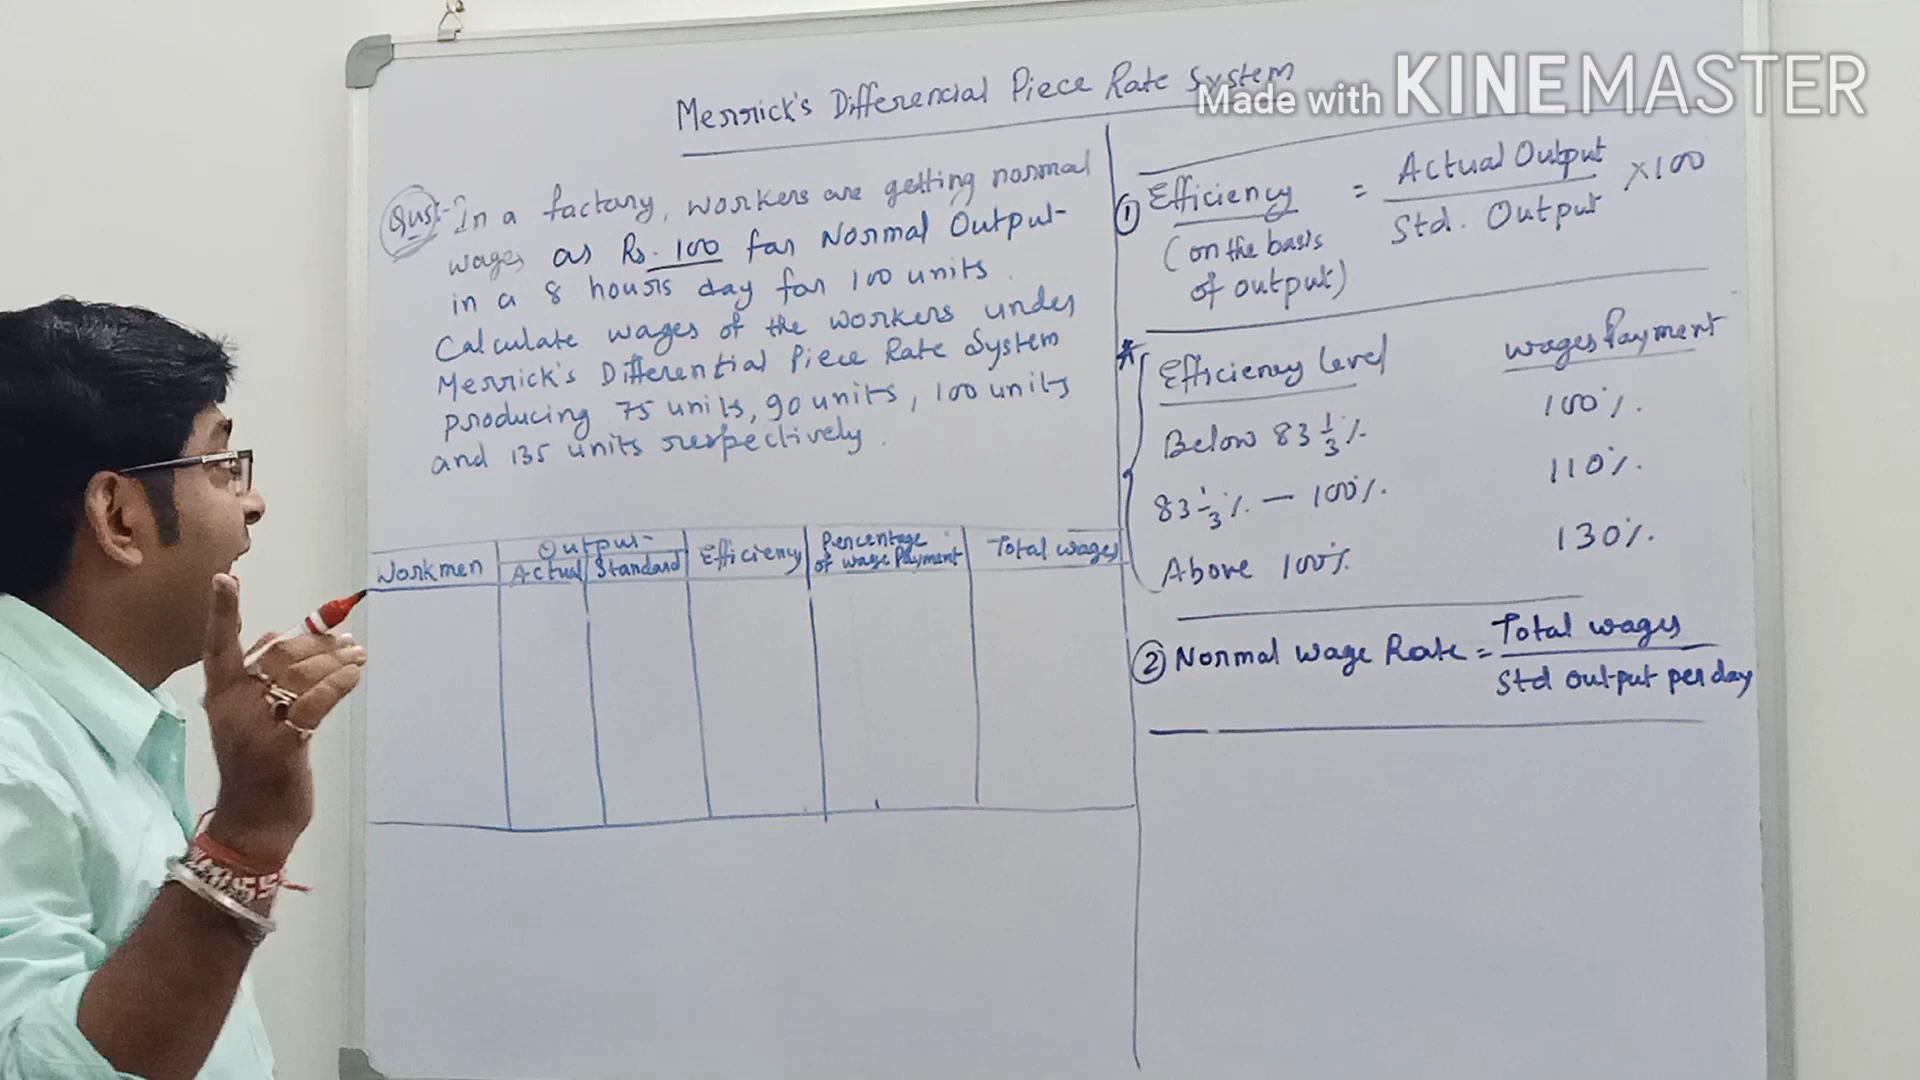 Merrick's Differencial Piece Rate System
Made with KINEMASTER
Qus:- In a factory, workers are getting normal
wages as Rs. 100 for Normal Output
in a 8 hours day for 100 units.
Calculate wages of the workers under
Merrick's Differential Piece Rate System
producing 75 units, 90 units, 100 units
and 135 units respectively.
Workmen
Output
Actual Standard
Efficiency
Percentage
of wage Payment
Total wages
① Efficiency = Actual Output / Std. Output × 100
(on the basis
of output)
* Efficiency Level Wages Payment
Below 83 1/3 % 100%.
83 1/3 % — 100%. 110%.
Above 100%. 130%.
② Normal Wage Rate = Total wages / Std output per day